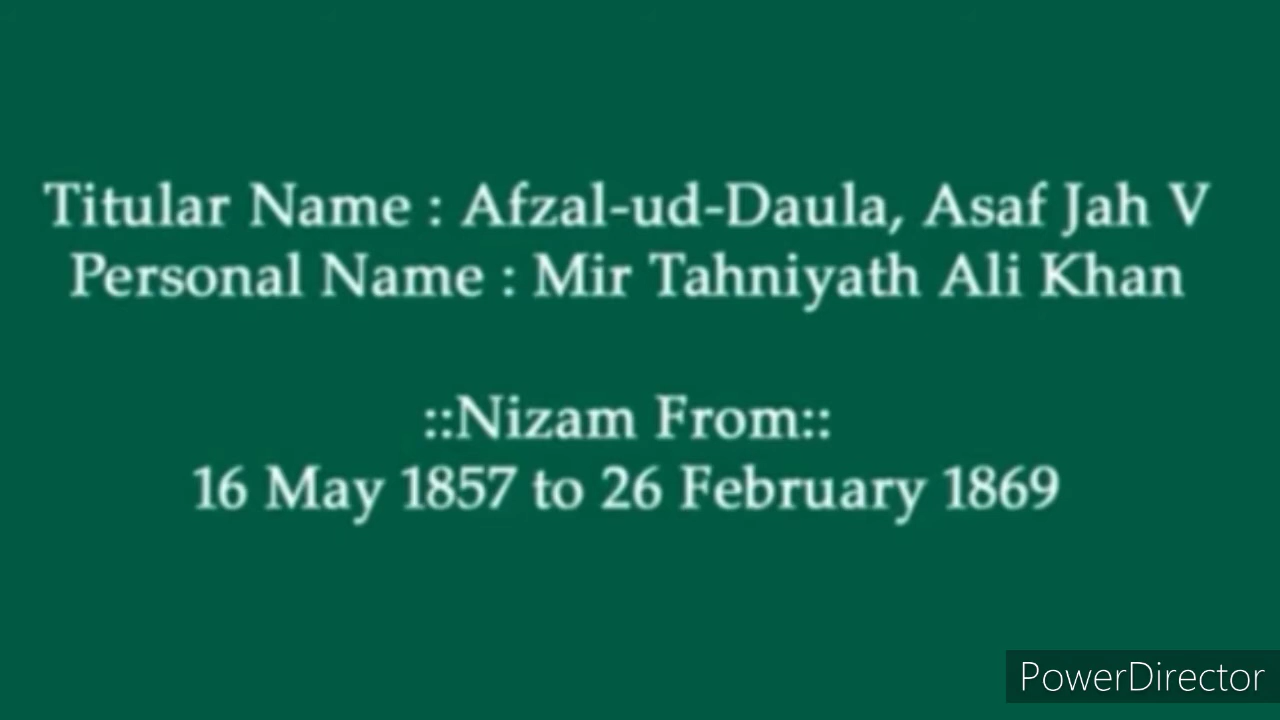 Titular Name : Afzal-ud-Daula, Asaf Jah V
Personal Name : Mir Tahniyath Ali Khan
::Nizam From::
16 May 1857 to 26 February 1869
PowerDirector